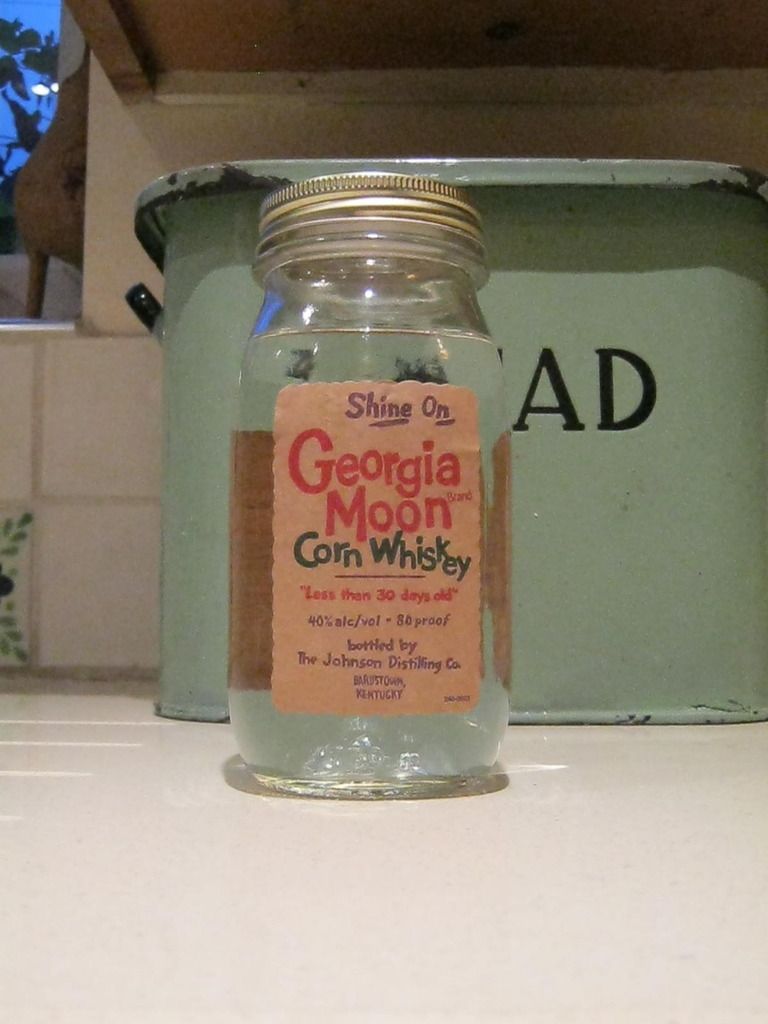 Shine On
Georgia
Moon Brand
Corn Whiskey
"Less than 30 days old"
40% alc/vol - 80 proof
bottled by
The Johnson Distilling Co.
BARDSTOWN,
KENTUCKY
AD